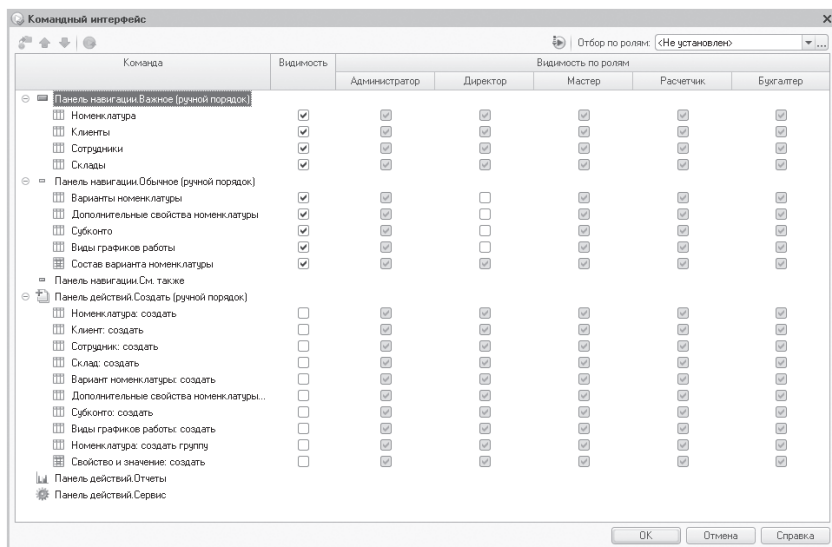 Командный интерфейс
Отбор по ролям: <Не установлен>
Команда Видимость Видимость по ролям
Администратор Директор Мастер Расчетчик Бухгалтер
Панель навигации.Важное (ручной порядок)
Номенклатура
Клиенты
Сотрудники
Склады
Панель навигации.Обычное (ручной порядок)
Варианты номенклатуры
Дополнительные свойства номенклатуры
Субконто
Виды графиков работы
Состав варианта номенклатуры
Панель навигации.См. также
Панель действий.Создать (ручной порядок)
Номенклатура: создать
Клиент: создать
Сотрудник: создать
Склад: создать
Вариант номенклатуры: создать
Дополнительные свойства номенклатуры...
Субконто: создать
Виды графиков работы: создать
Номенклатура: создать группу
Свойство и значение: создать
Панель действий.Отчеты
Панель действий.Сервис
OK Отмена Справка